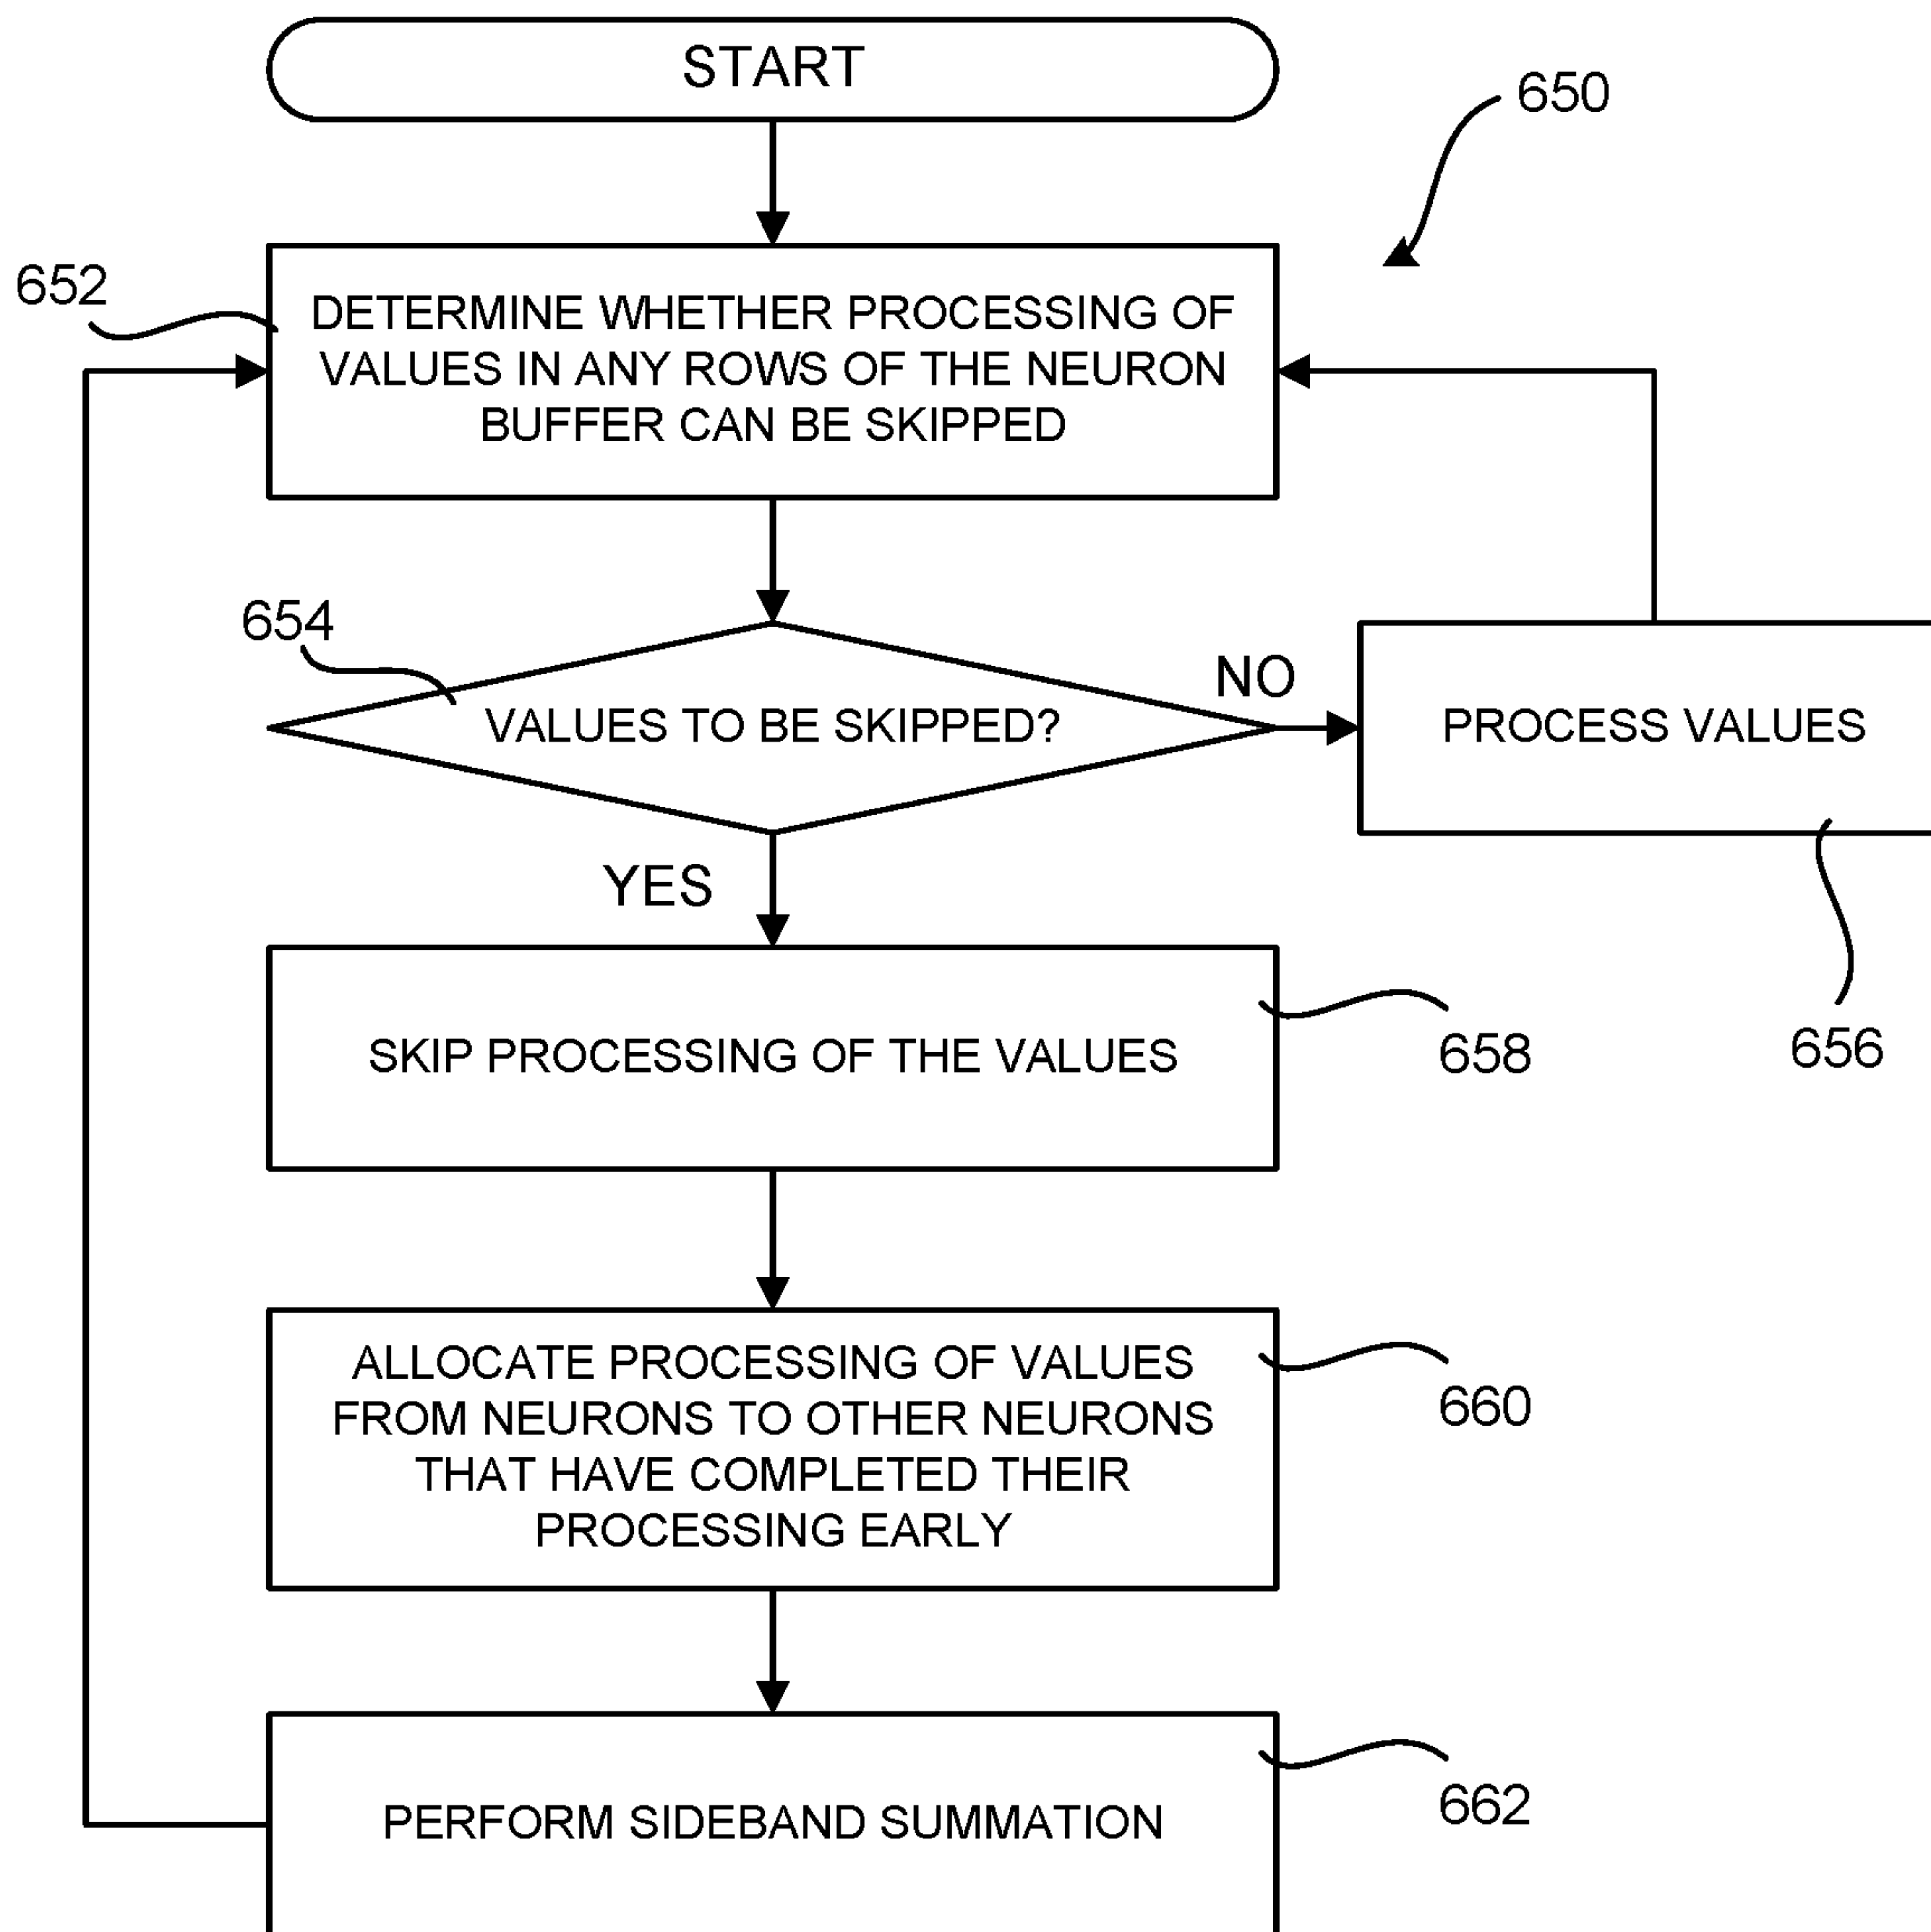 START
650
652
DETERMINE WHETHER PROCESSING OF
VALUES IN ANY ROWS OF THE NEURON
BUFFER CAN BE SKIPPED
654
VALUES TO BE SKIPPED?
NO
PROCESS VALUES
656
YES
SKIP PROCESSING OF THE VALUES
658
ALLOCATE PROCESSING OF VALUES
FROM NEURONS TO OTHER NEURONS
THAT HAVE COMPLETED THEIR
PROCESSING EARLY
660
PERFORM SIDEBAND SUMMATION
662